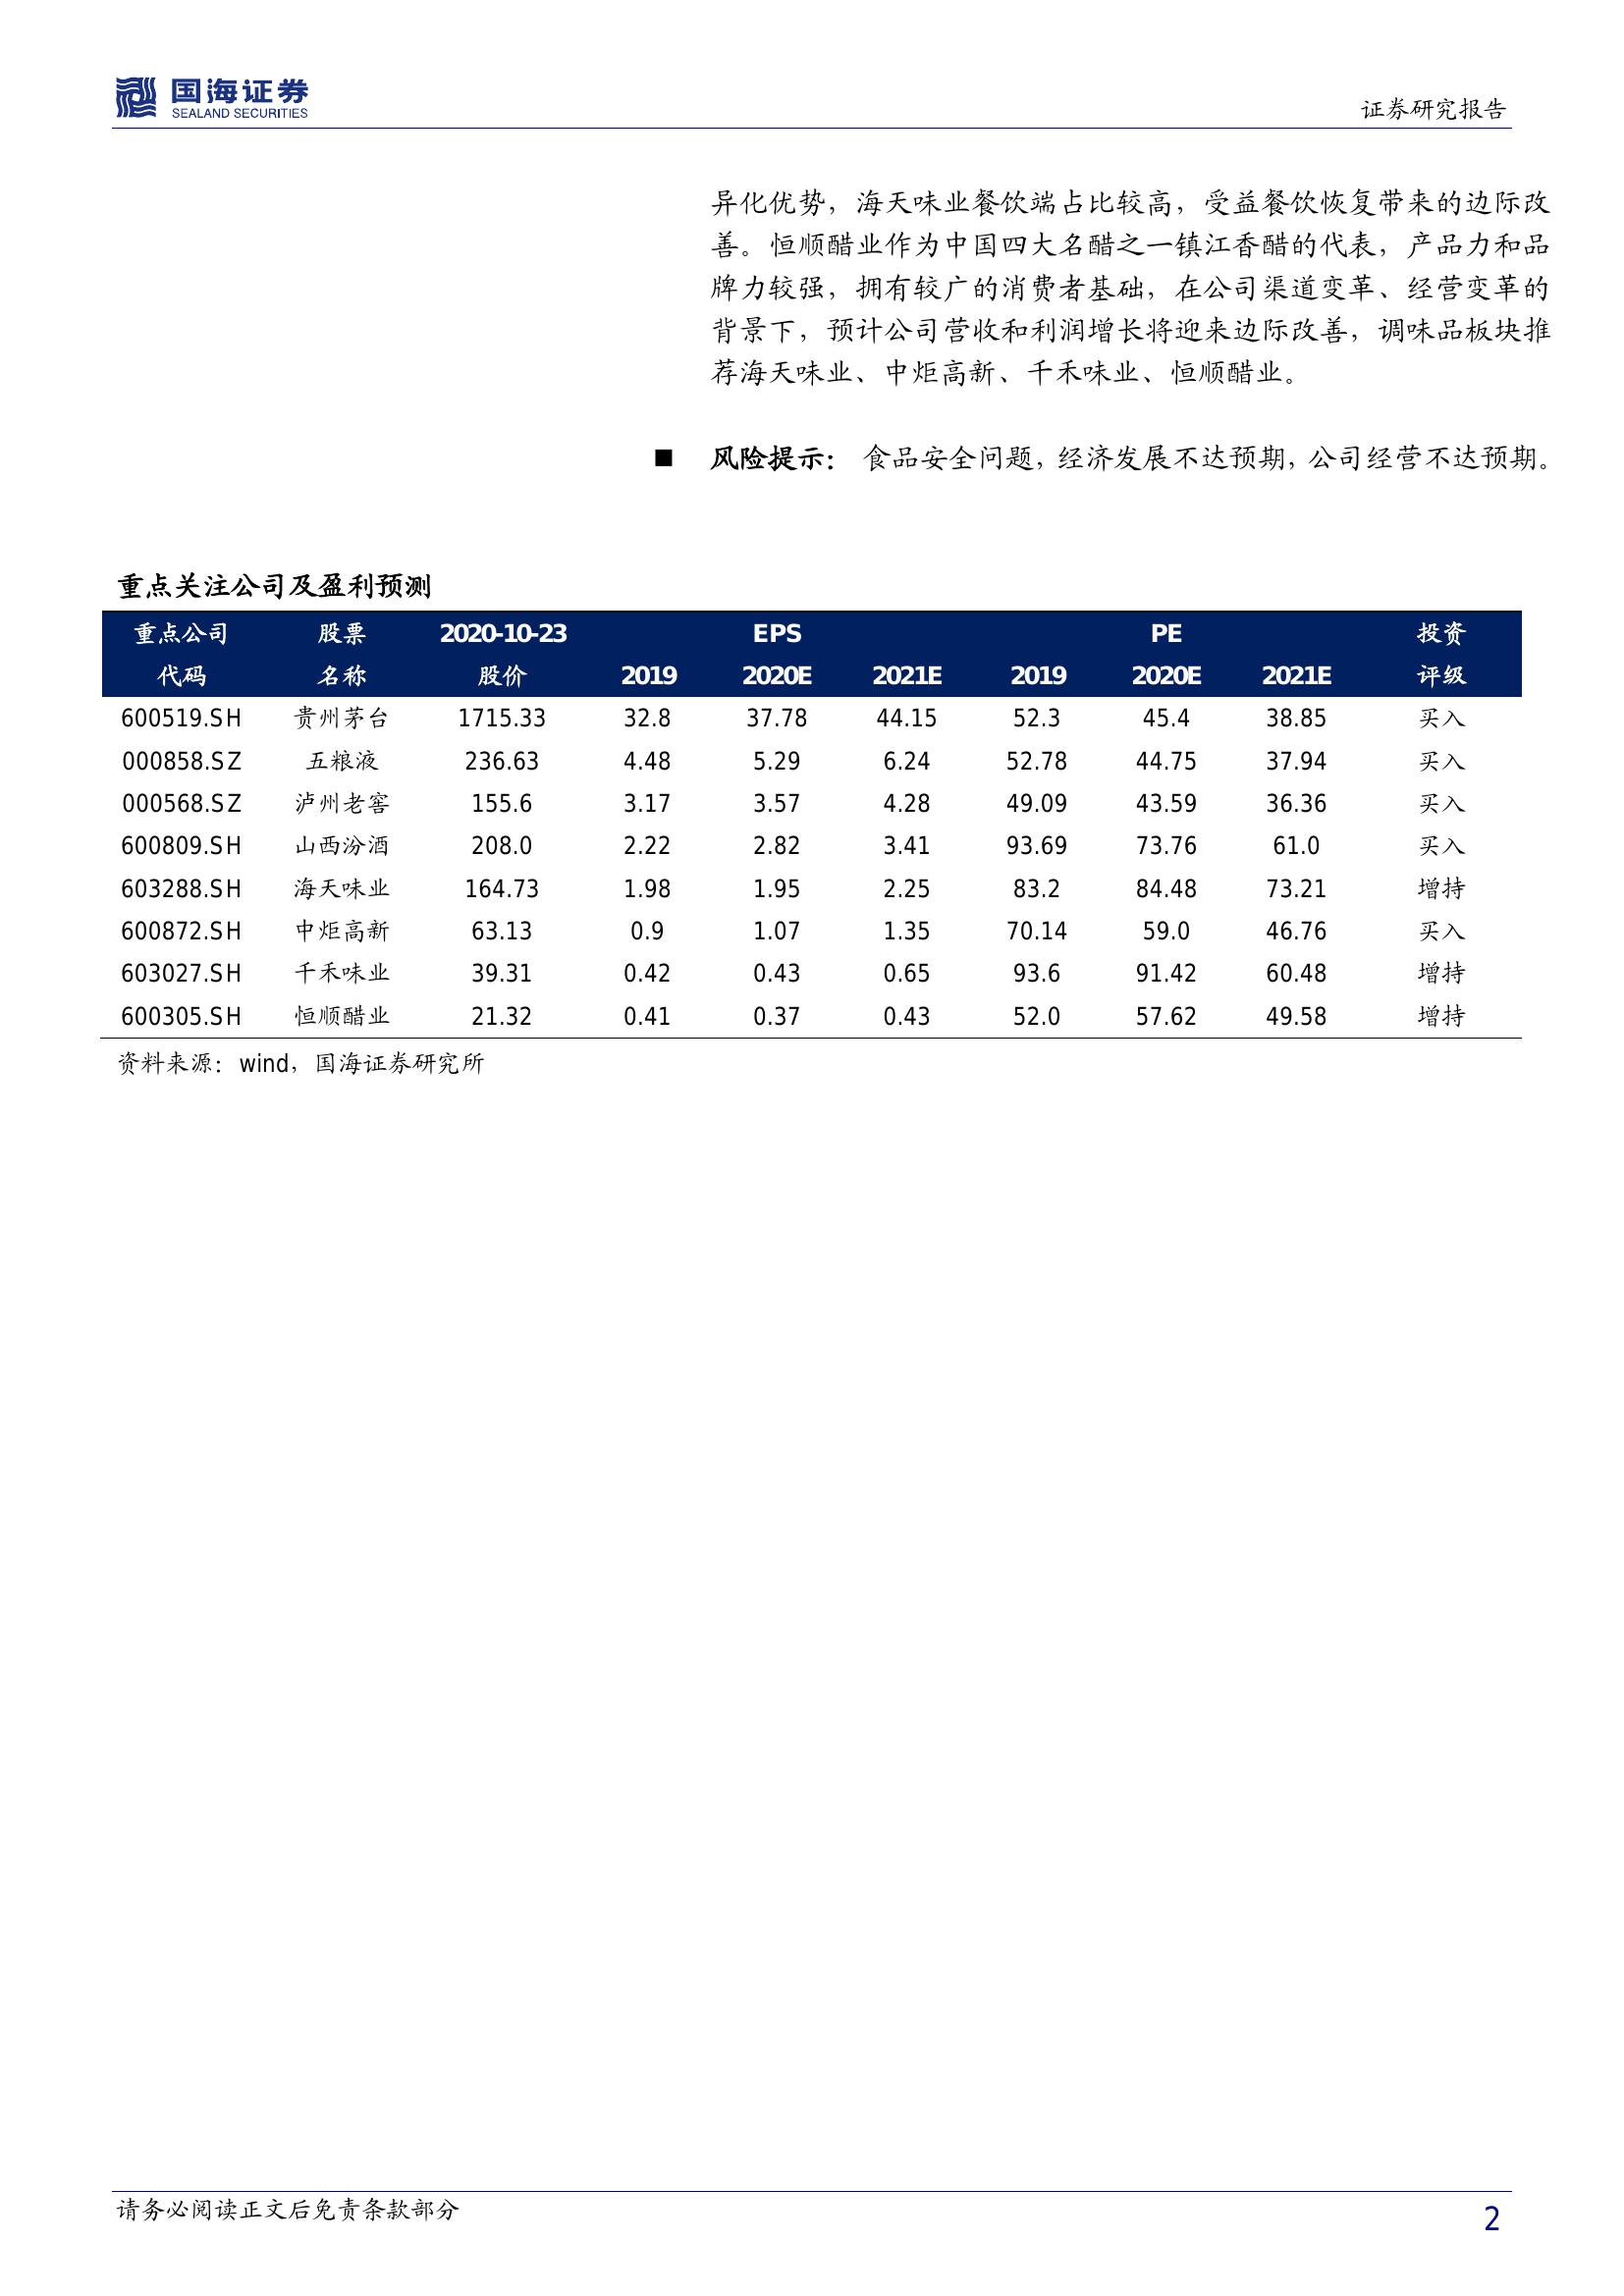 国海证券
SEALAND SECURITIES
证券研究报告
异化优势，海天味业餐饮端占比较高，受益餐饮恢复带来的边际改
善。恒顺醋业作为中国四大名醋之一镇江香醋的代表，产品力和品
牌力较强，拥有较广的消费者基础，在公司渠道变革、经营变革的
背景下，预计公司营收和利润增长将迎来边际改善，调味品板块推
荐海天味业、中炬高新、千禾味业、恒顺醋业。
■ 风险提示： 食品安全问题，经济发展不达预期，公司经营不达预期。
重点关注公司及盈利预测
重点公司 股票 2020-10-23 EPS PE 投资
代码 名称 股价 2019 2020E 2021E 2019 2020E 2021E 评级
600519.SH 贵州茅台 1715.33 32.8 37.78 44.15 52.3 45.4 38.85 买入
000858.SZ 五粮液 236.63 4.48 5.29 6.24 52.78 44.75 37.94 买入
000568.SZ 泸州老窖 155.6 3.17 3.57 4.28 49.09 43.59 36.36 买入
600809.SH 山西汾酒 208.0 2.22 2.82 3.41 93.69 73.76 61.0 买入
603288.SH 海天味业 164.73 1.98 1.95 2.25 83.2 84.48 73.21 增持
600872.SH 中炬高新 63.13 0.9 1.07 1.35 70.14 59.0 46.76 买入
603027.SH 千禾味业 39.31 0.42 0.43 0.65 93.6 91.42 60.48 增持
600305.SH 恒顺醋业 21.32 0.41 0.37 0.43 52.0 57.62 49.58 增持
资料来源：wind，国海证券研究所
请务必阅读正文后免责条款部分
2